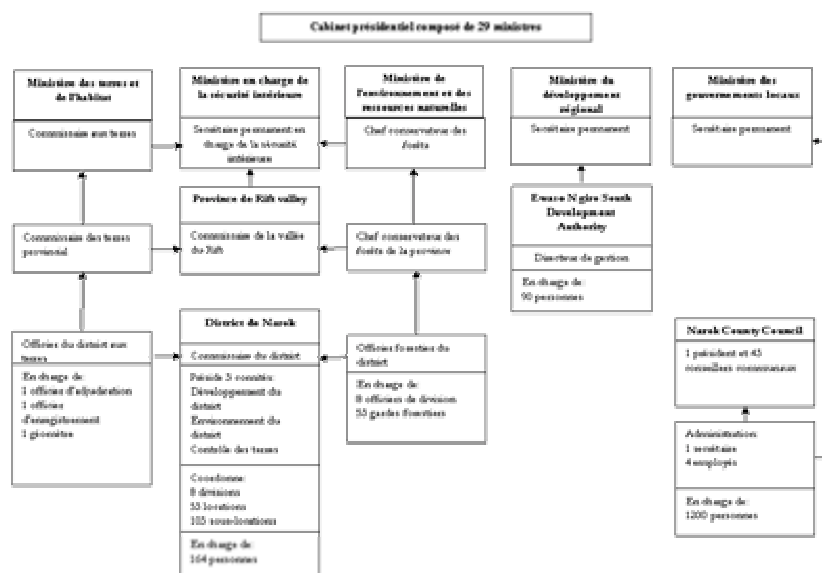 Cabinet présidentiel composé de 29 ministres
Ministère des terres et
de l'habitat
Commissaire aux terres
Commissaire des terres
provincial
Officier du district aux
terres
En charge de:
1 officier d'adjudication
1 officier
d'enregistrement
1 géomètre
Ministère en charge de
la sécurité intérieure
Secrétaire permanent en
charge de la sécurité
intérieure
Province de Rift valley
Commissaire de la vallée
du Rift
District de Narok
Commissaire du district
Préside 3 comités:
Développement du
district
Environnement du
district
Contrôle des terres
Coordonne:
8 divisions
53 locations
105 sous-locations
En charge de:
164 personnes
Ministère de
l'environnement et des
ressources naturelles
Chef conservateur des
forêts
Chef conservateur des
forêts de la province
Officier forestier du
district
En charge de:
8 officiers de division
55 gardes forestiers
Ministère du
développement
régional
Secrétaire permanent
Ewaso Ngiro South
Development
Authority
Directeur de gestion
En charge de:
90 personnes
Ministère des
gouvernements locaux
Secrétaire permanent
Narok County Council
1 président et 43
conseillers communaux
Administration:
1 secrétaire
4 employés
En charge de:
1200 personnes